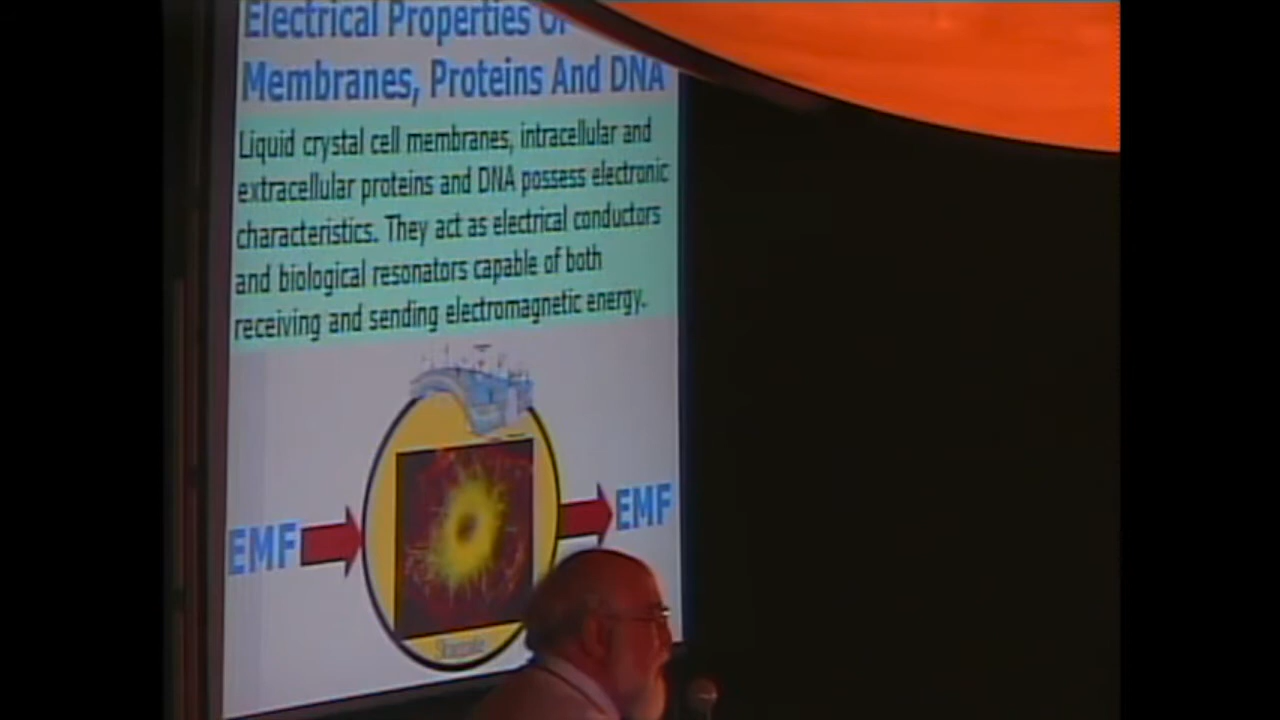 Electrical Properties Of
Membranes, Proteins And DNA
Liquid crystal cell membranes, intracellular and
extracellular proteins and DNA possess electronic
characteristics. They act as electrical conductors
and biological resonators capable of both
receiving and sending electromagnetic energy.
EMF
EMF